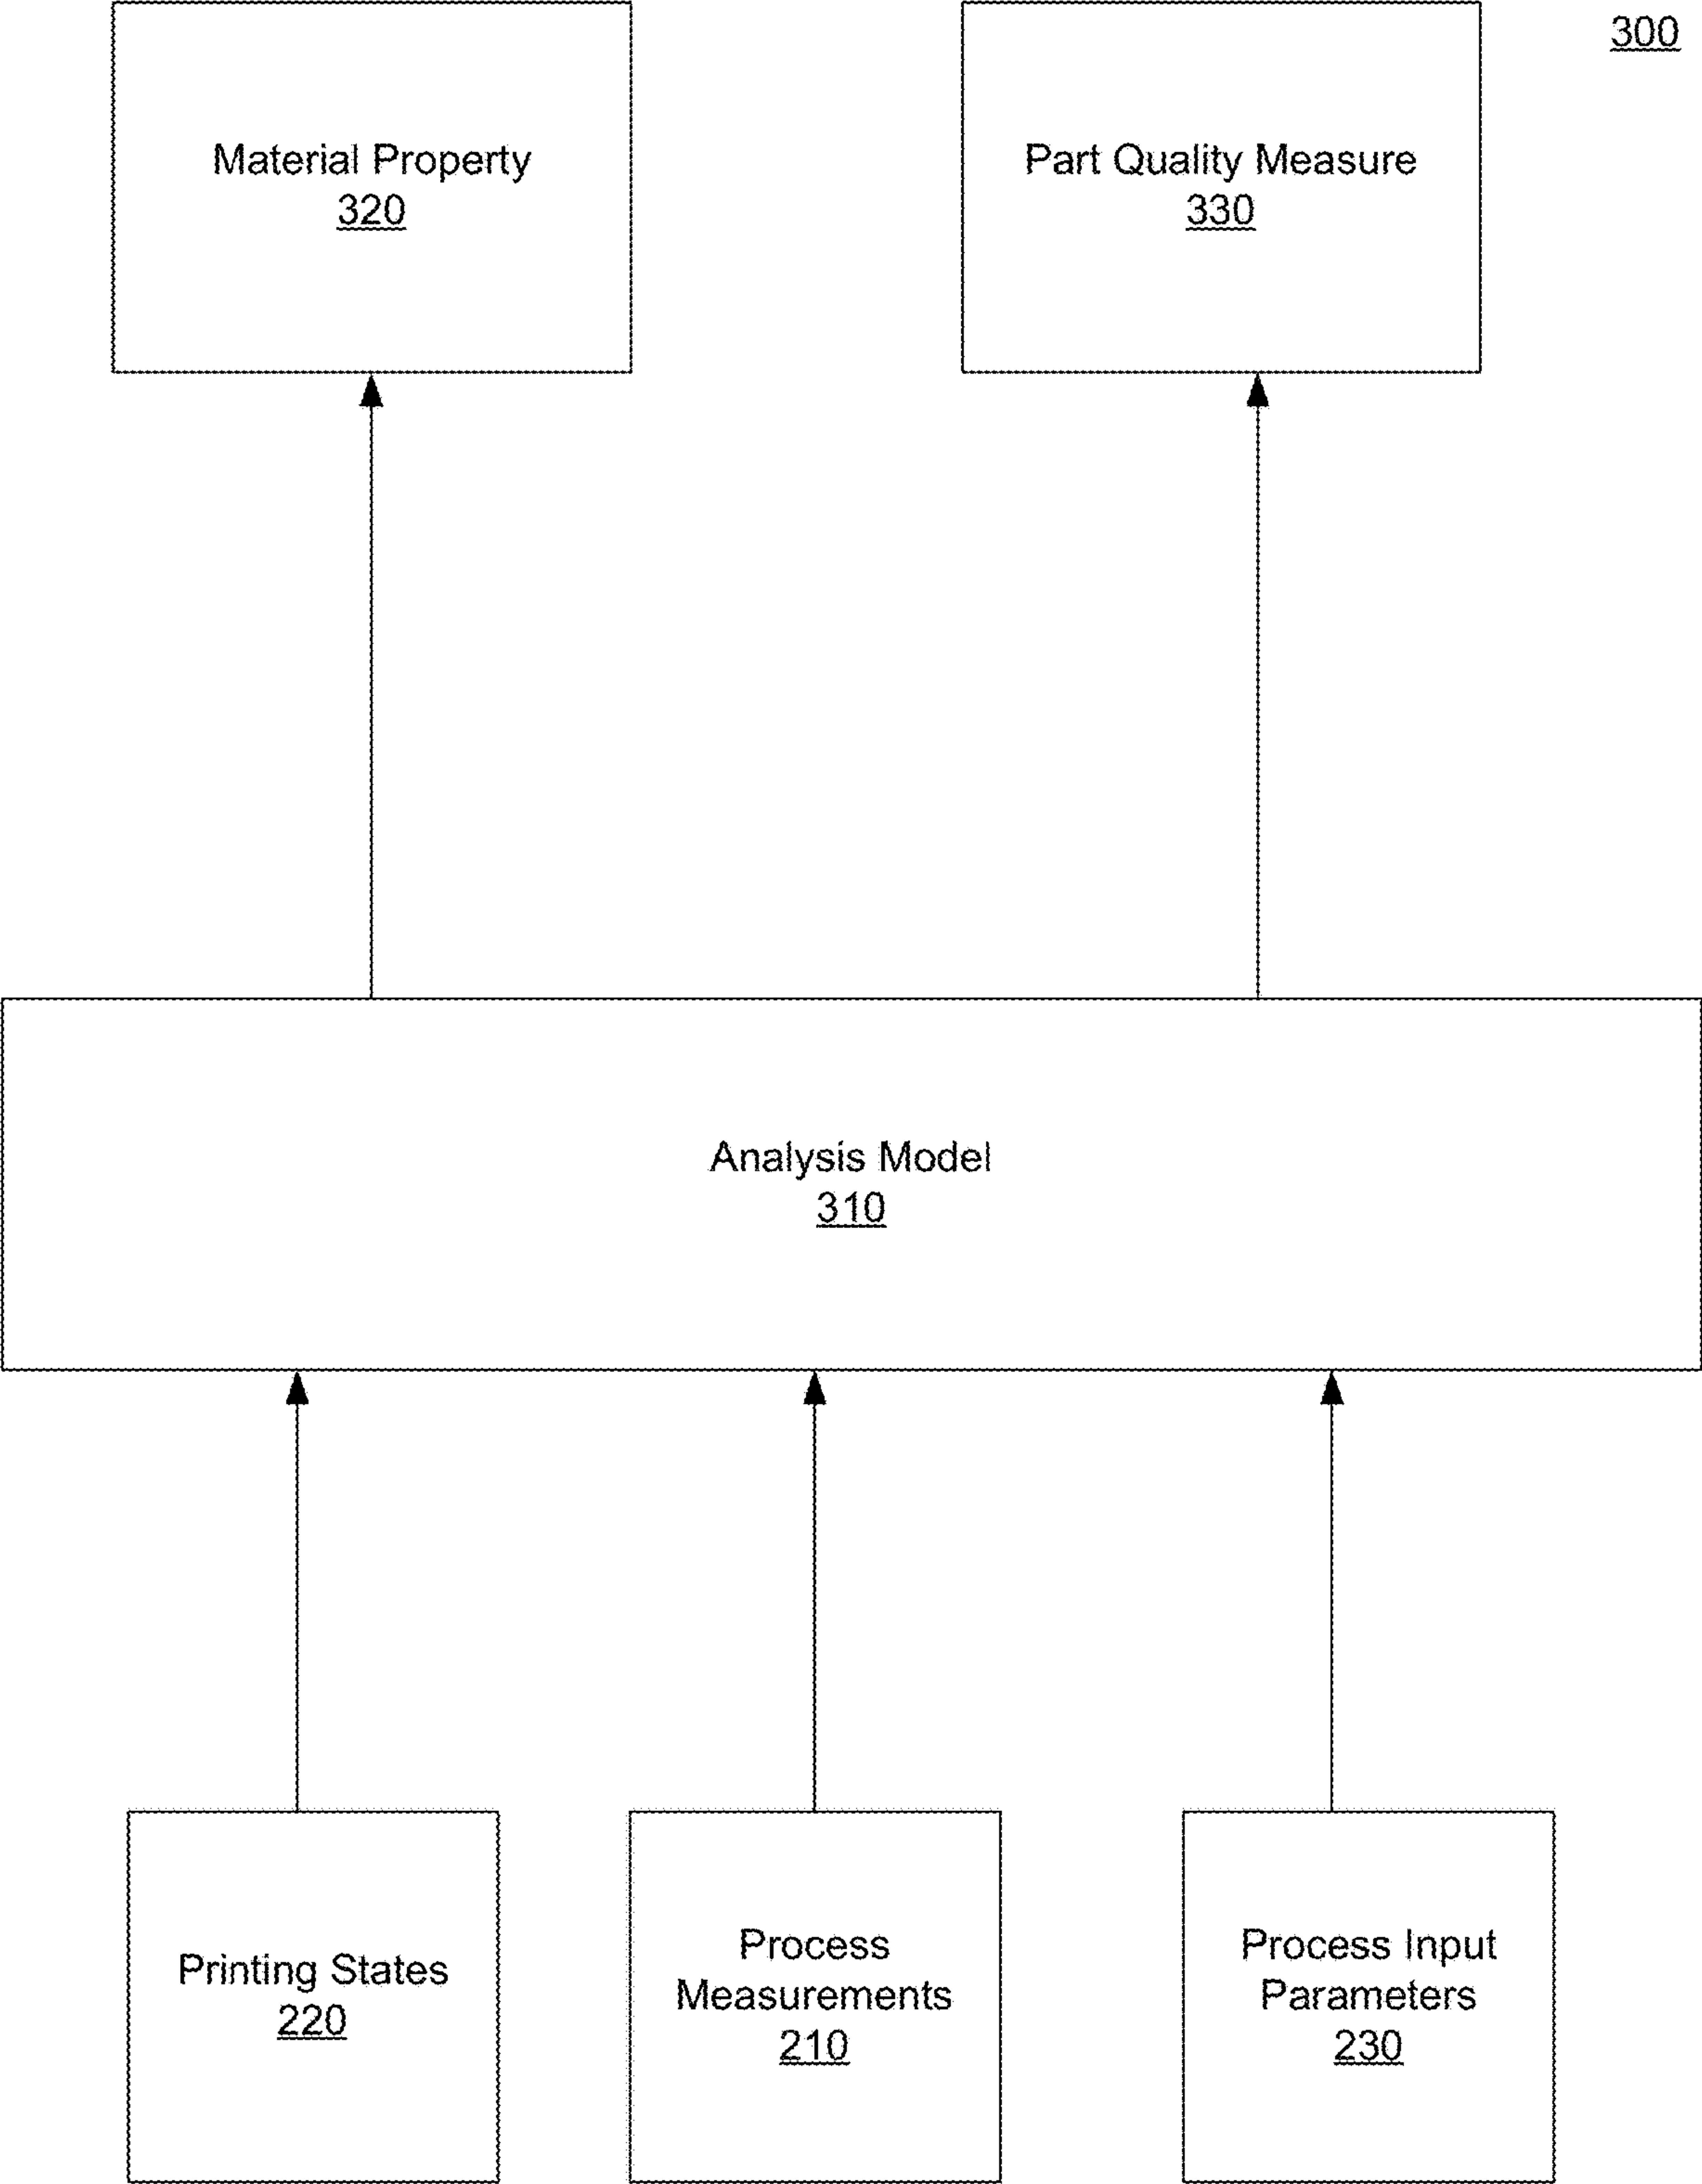 300
Material Property
320
Part Quality Measure
330
Analysis Model
310
Printing States
220
Process
Measurements
210
Process Input
Parameters
230